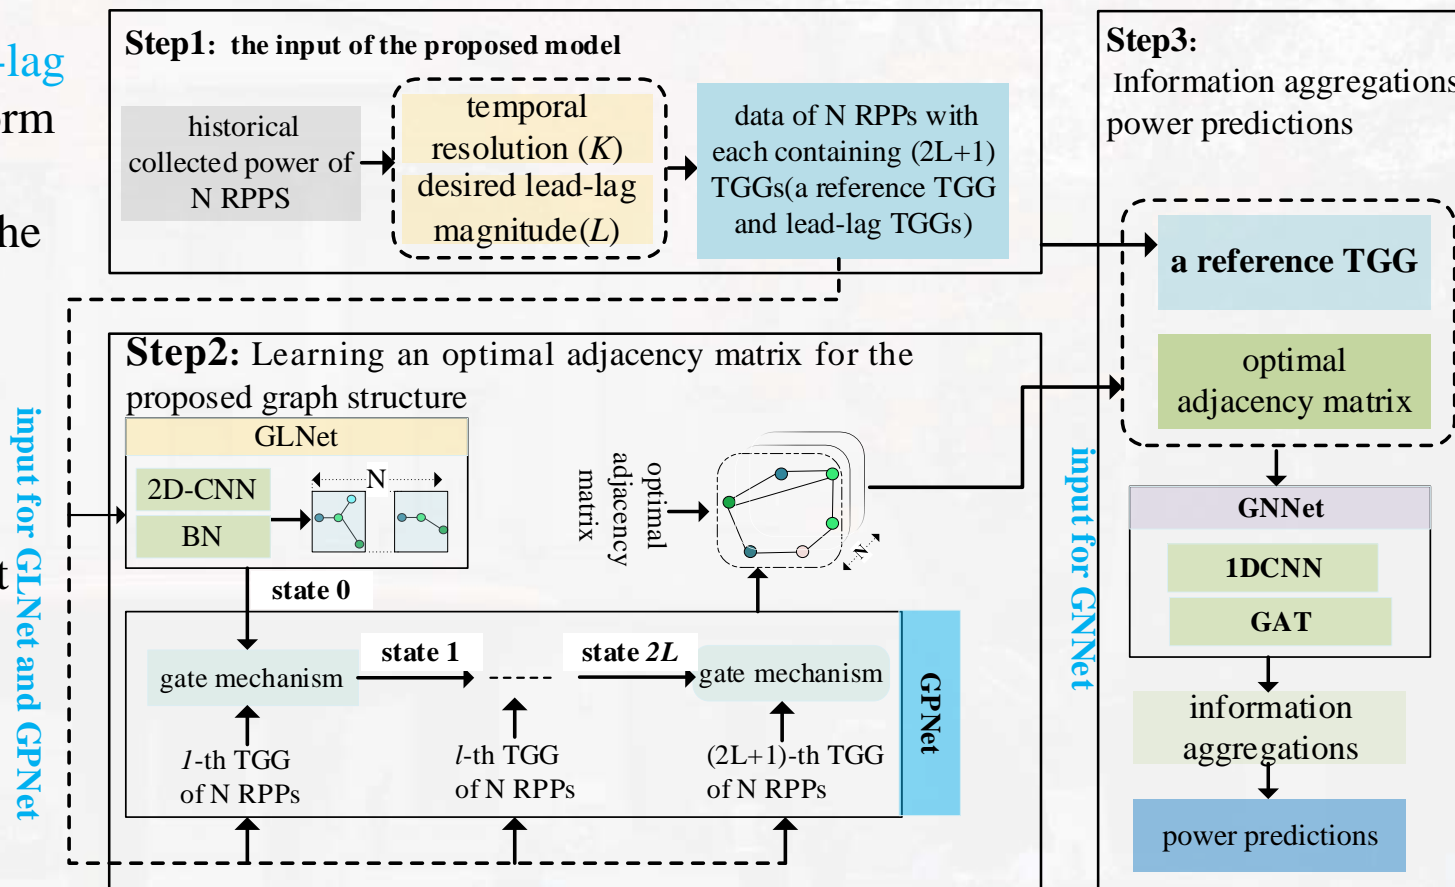 -lag
orm
he
t
Step1: the input of the proposed model
historical
collected power of
N RPPS
temporal
resolution (K)
desired lead-lag
magnitude(L)
data of N RPPs with
each containing (2L+1)
TGGs(a reference TGG
and lead-lag TGGs)
input for GLNet and GPNet
Step2: Learning an optimal adjacency matrix for the
proposed graph structure
GLNet
2D-CNN
BN
N
optimal
adjacency
matrix
N
state 0
gate mechanism
state 1
state 2L
gate mechanism
GPNet
1-th TGG
of N RPPs
l-th TGG
of N RPPs
(2L+1)-th TGG
of N RPPs
input for GNNet
Step3:
Information aggregations
power predictions
a reference TGG
optimal
adjacency matrix
GNNet
1DCNN
GAT
information
aggregations
power predictions